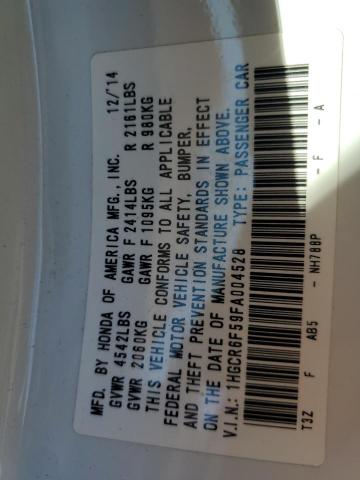 MFD. BY HONDA OF AMERICA MFG., INC. 12/'14
GVWR 4542LBS GAWR F 2414LBS R 2161LBS
GVWR 2060KG GAWR F 1095KG R 980KG
THIS VEHICLE CONFORMS TO ALL APPLICABLE
FEDERAL MOTOR VEHICLE SAFETY, BUMPER,
AND THEFT PREVENTION STANDARDS IN EFFECT
ON THE DATE OF MANUFACTURE SHOWN ABOVE.
V.I.N.: 1HGCR6F59FA004528 TYPE: PASSENGER CAR
T3Z F AB5 - NH788P - F - A